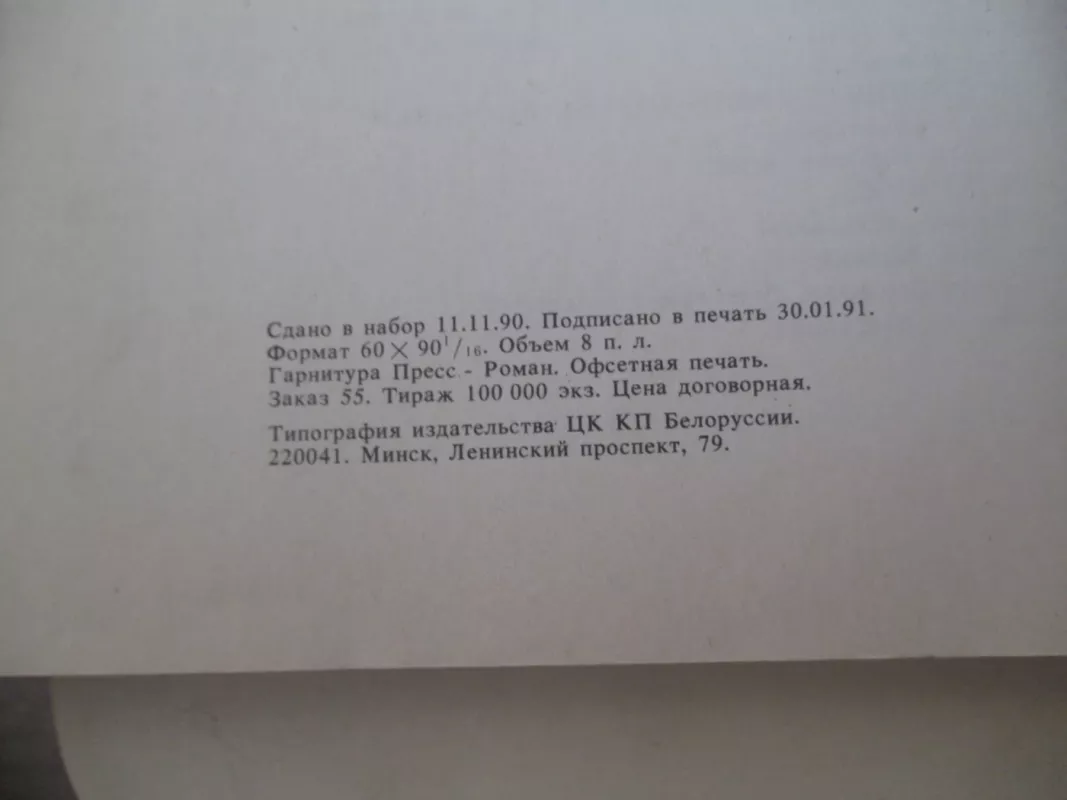 Сдано в набор 11.11.90. Подписано в печать 30.01.91.
Формат 60 × 90¹/₁₆. Объем 8 п. л.
Гарнитура Пресс - Роман. Офсетная печать.
Заказ 55. Тираж 100 000 экз. Цена договорная.
Типография издательства ЦК КП Белоруссии.
220041. Минск, Ленинский проспект, 79.